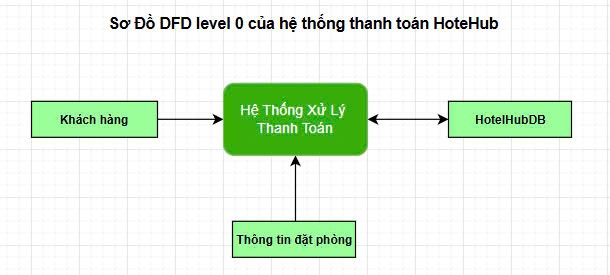 Sơ Đồ DFD level 0 của hệ thống thanh toán HoteHub
Khách hàng
Hệ Thống Xử Lý
Thanh Toán
HotelHubDB
Thông tin đặt phòng